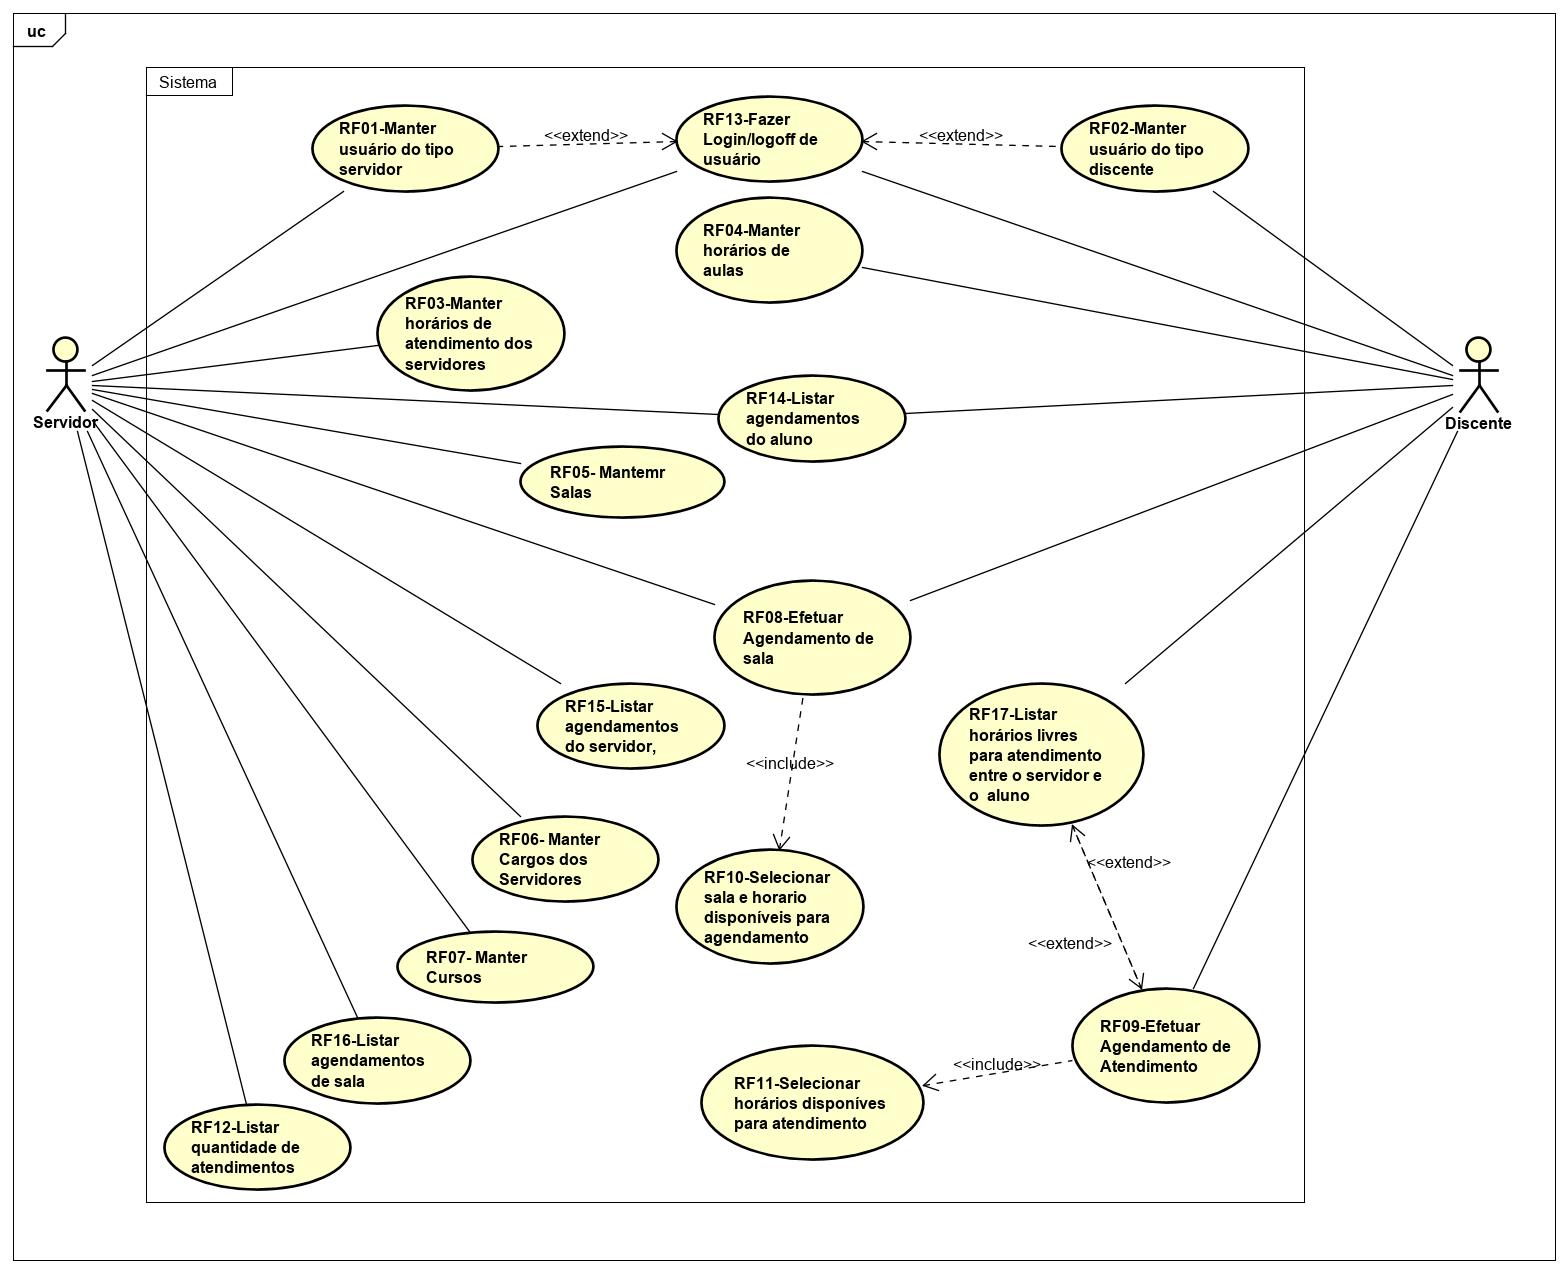 uc
Sistema
RF01-Manter
usuário do tipo
servidor
<<extend>>
RF13-Fazer
Login/logoff de
usuário
<<extend>>
RF02-Manter
usuário do tipo
discente
RF04-Manter
horários de
aulas
RF03-Manter
horários de
atendimento dos
servidores
Servidor
Discente
RF14-Listar
agendamentos
do aluno
RF05- Mantemr
Salas
RF08-Efetuar
Agendamento de
sala
RF15-Listar
agendamentos
do servidor,
<<include>>
RF17-Listar
horários livres
para atendimento
entre o servidor e
o  aluno
RF06- Manter
Cargos dos
Servidores
RF10-Selecionar
sala e horario
disponíveis para
agendamento
<<extend>>
<<extend>>
RF07- Manter
Cursos
RF16-Listar
agendamentos
de sala
RF09-Efetuar
Agendamento de
Atendimento
<<include>>
RF11-Selecionar
horários disponíves
para atendimento
RF12-Listar
quantidade de
atendimentos